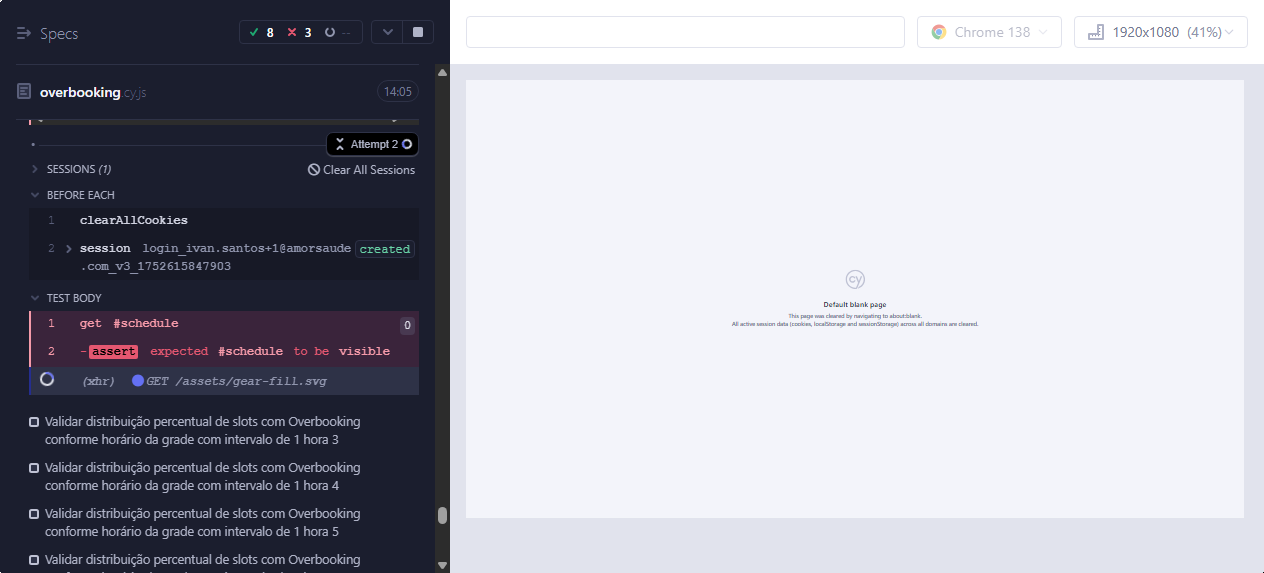 Specs
8 3 --
Chrome 138
1920x1080 (41%)
overbooking.cy.js
14:05
Attempt 2
SESSIONS (1)
Clear All Sessions
BEFORE EACH
1 clearAllCookies
2 session login_ivan.santos+1@amorsaude created
.com_v3_1752615847903
TEST BODY
1 get #schedule 0
2 -assert expected #schedule to be visible
(xhr) GET /assets/gear-fill.svg
Validar distribuição percentual de slots com Overbooking
conforme horário da grade com intervalo de 1 hora 3
Validar distribuição percentual de slots com Overbooking
conforme horário da grade com intervalo de 1 hora 4
Validar distribuição percentual de slots com Overbooking
conforme horário da grade com intervalo de 1 hora 5
Validar distribuição percentual de slots com Overbooking
cy
Default blank page
This page was cleared by navigating to about:blank.
All active session data (cookies, localStorage and sessionStorage) across all domains are cleared.